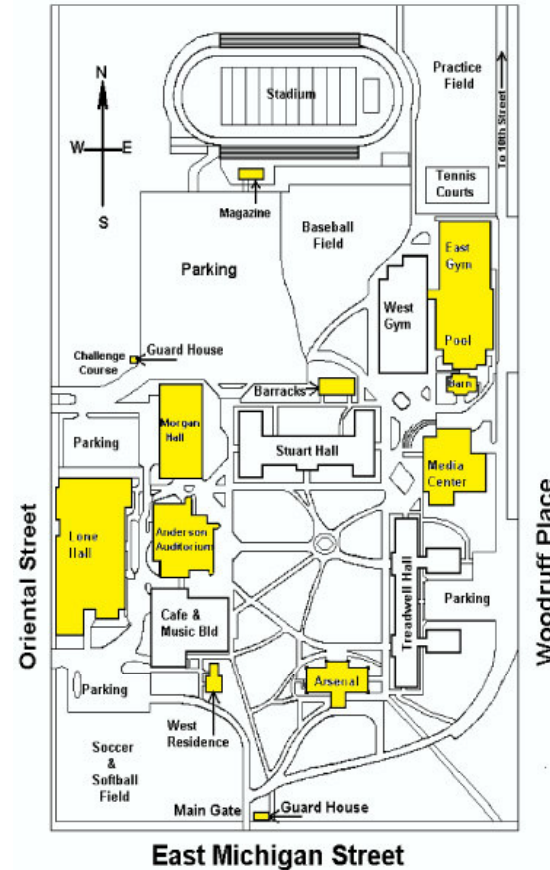 N
W
E
S
Stadium
Practice
Field
To 10th Street
Tennis
Courts
Magazine
Baseball
Field
East
Gym
Parking
West
Gym
Pool
Challenge
Course
Guard House
Barracks
Barn
Morgan
Hall
Parking
Stuart Hall
Media
Center
Lone
Hall
Anderson
Auditorium
Treadwell Hall
Oriental Street
Woodruff Place
Cafe &
Music Bld
Parking
Parking
Arsenal
West
Residence
Soccer
&
Softball
Field
Main Gate
Guard House
East Michigan Street